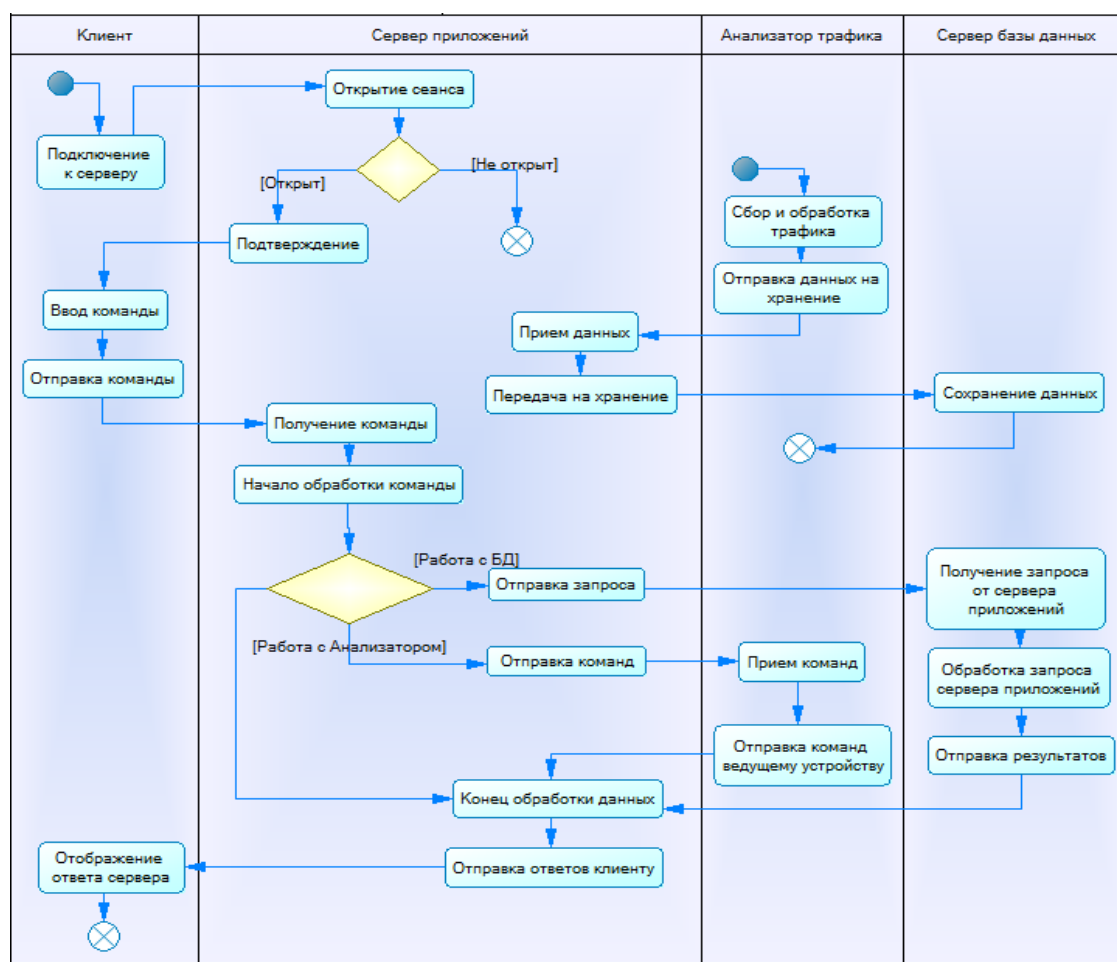 Клиент
Сервер приложений
Анализатор трафика
Сервер базы данных
Открытие сеанса
Подключение
к серверу
[Не открыт]
[Открыт]
Сбор и обработка
трафика
Подтверждение
Отправка данных на
хранение
Ввод команды
Прием данных
Отправка команды
Передача на хранение
Сохранение данных
Получение команды
Начало обработки команды
[Работа с БД]
Отправка запроса
Получение запроса
от сервера
приложений
[Работа с Анализатором]
Отправка команд
Прием команд
Обработка запроса
сервера приложений
Отправка команд
ведущему устройству
Отправка результатов
Конец обработки данных
Отображение
ответа сервера
Отправка ответов клиенту